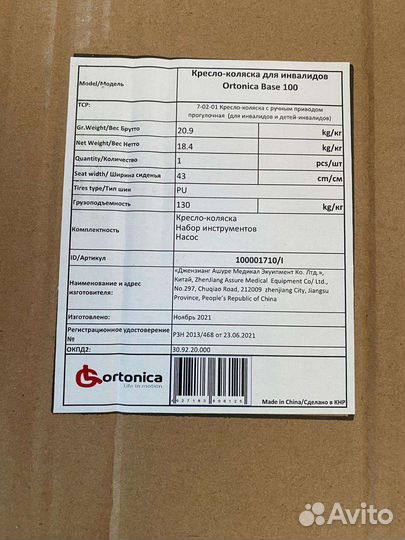 Model/Модель
Кресло-коляска для инвалидов
Ortonica Base 100
ТСР:
7-02-01 Кресло-коляска с ручным приводом
прогулочная (для инвалидов и детей-инвалидов)
Gr.Weight/Вес Брутто 20.9 kg/кг
Net Weight/Вес Нетто 18.4 kg/кг
Quantity/Количество 1 pcs/шт
Seat width/ Ширина сиденья 43 cm/см
Tires type/Тип шин PU
Грузоподъемность 130 kg/кг
Комплектность
Кресло-коляска
Набор инструментов
Насос
ID/Артикул 100001710/I
Наименование и адрес
изготовителя:
«Джензианг Ашуре Медикал Экуипмент Ко. Лтд.»,
Китай, ZhenJiang Assure Medical Equipment Co/ Ltd.,
No.297, Chuqiao Road, 212009 zhenjiang City, Jiangsu
Province, People's Republic of China
Изготовлено: Ноябрь 2021
Регистрационное удостоверение
№
РЗН 2013/468 от 23.06.2021
ОКПД2: 30.92.20.000
ortonica
Life in motion
Made in China/Сделано в КНР
Avito